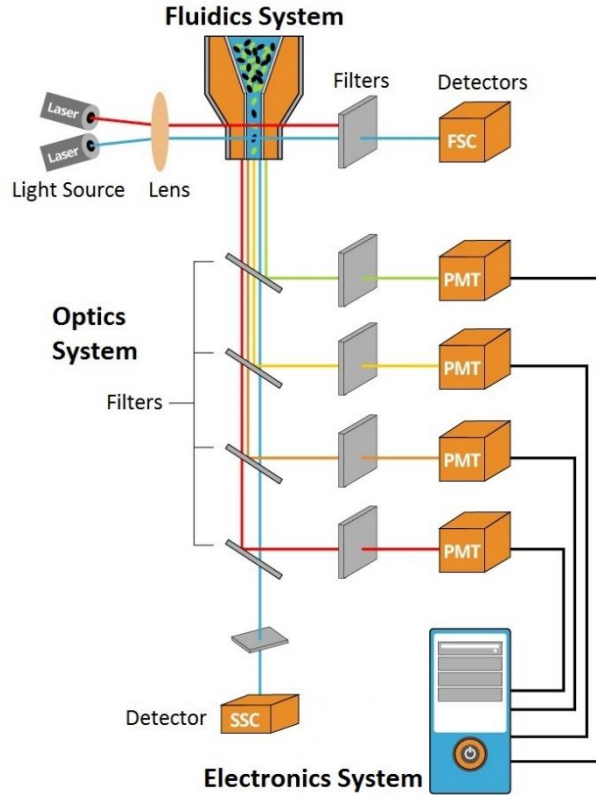 Fluidics System
Filters
Detectors
Laser
Laser
FSC
Light Source
Lens
PMT
Optics
System
PMT
Filters
PMT
PMT
Detector
SSC
Electronics System